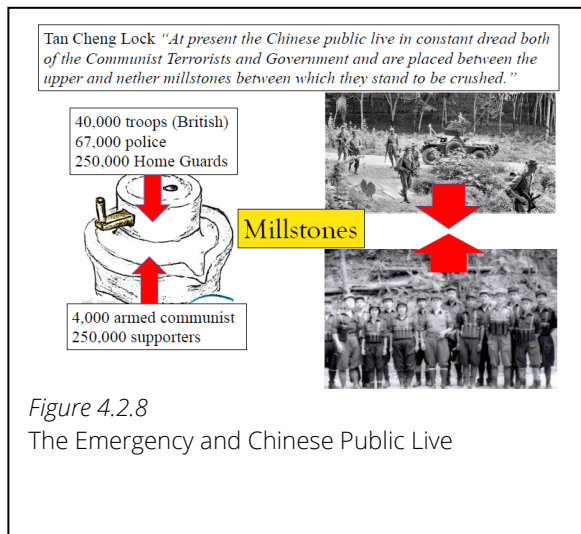 Tan Cheng Lock “At present the Chinese public live in constant dread both
of the Communist Terrorists and Government and are placed between the
upper and nether millstones between which they stand to be crushed.”
40,000 troops (British)
67,000 police
250,000 Home Guards
Millstones
4,000 armed communist
250,000 supporters
Figure 4.2.8
The Emergency and Chinese Public Live